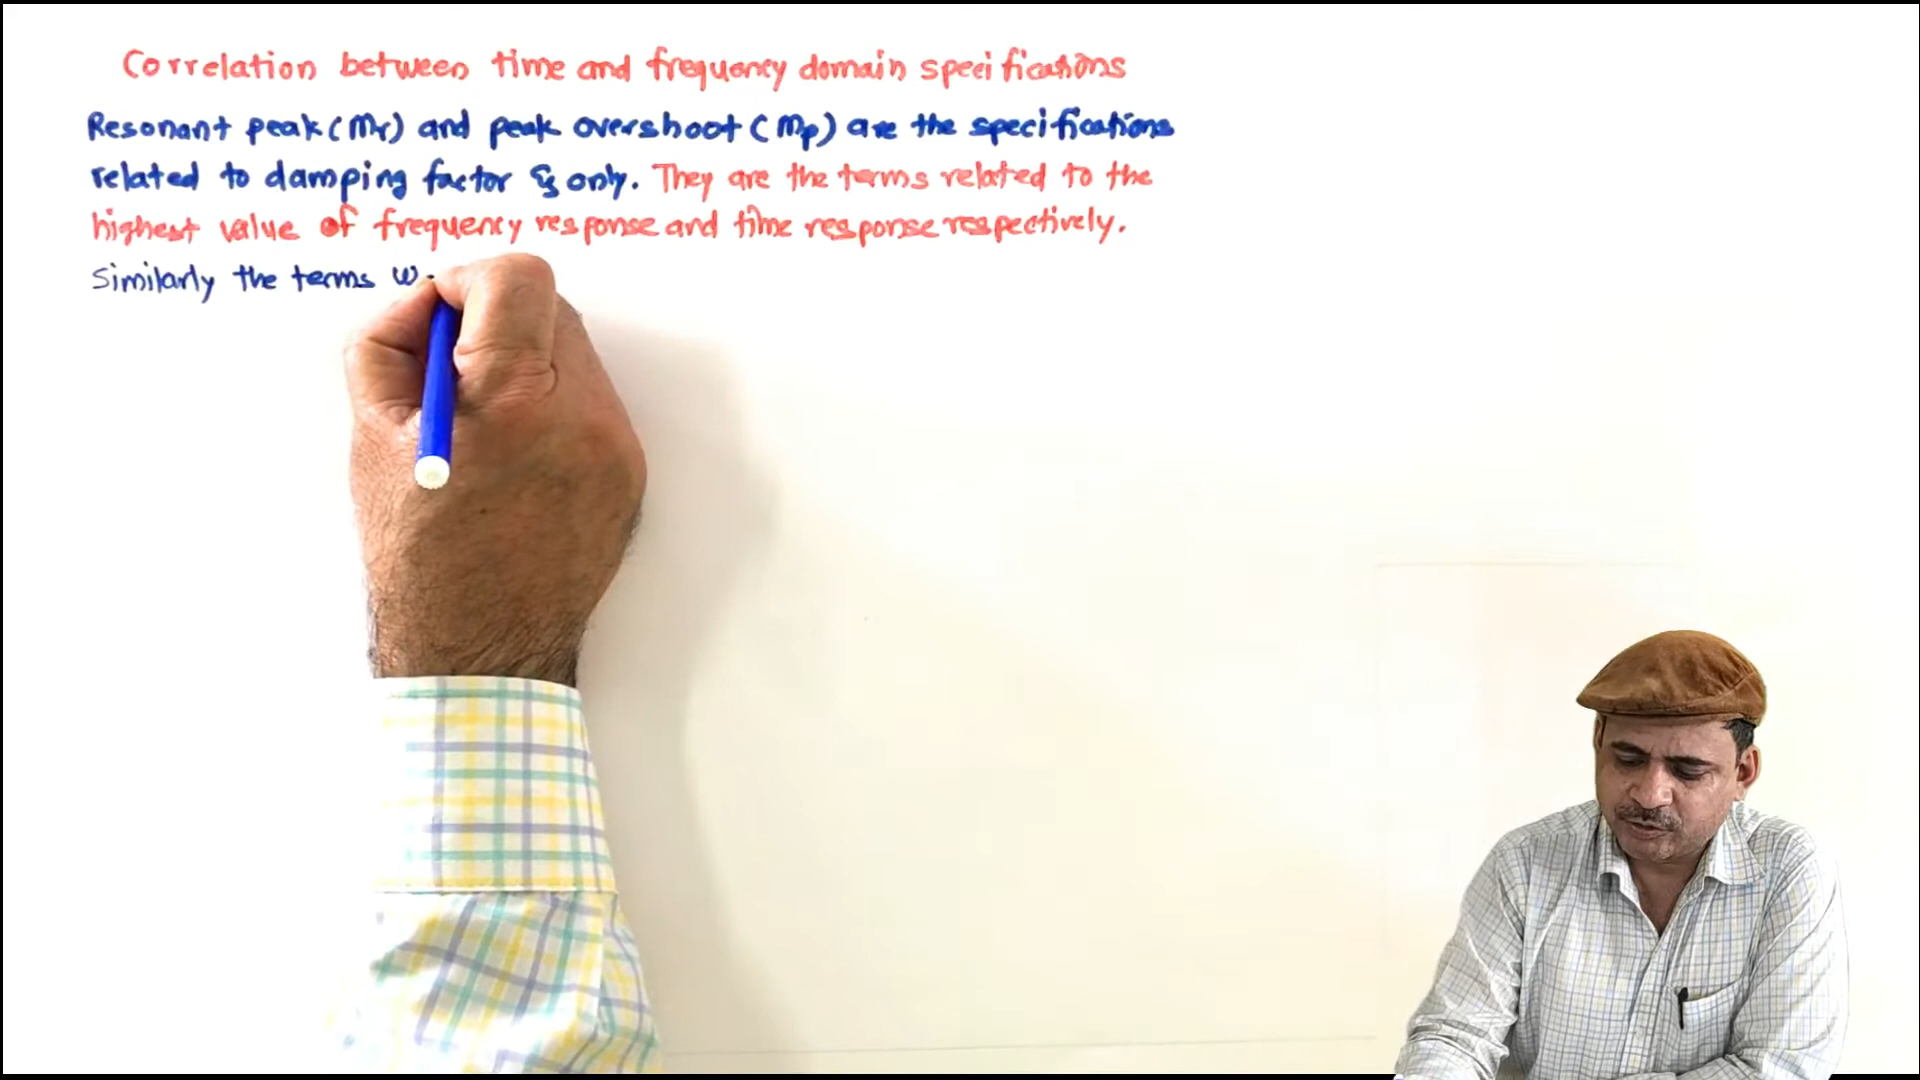 Correlation between time and frequency domain specifications
Resonant peak (Mr) and peak overshoot (Mp) are the specifications
related to damping factor ξ only. They are the terms related to the
highest value of frequency response and time response respectively.
Similarly the terms ω